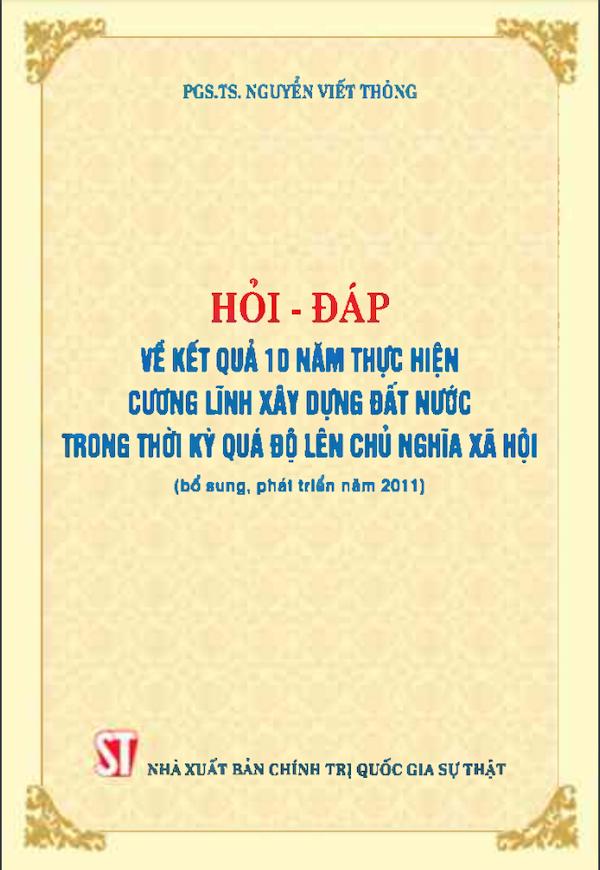 PGS.TS. NGUYỄN VIẾT THÔNG
HỎI - ĐÁP
VỀ KẾT QUẢ 10 NĂM THỰC HIỆN
CƯƠNG LĨNH XÂY DỰNG ĐẤT NƯỚC
TRONG THỜI KỲ QUÁ ĐỘ LÊN CHỦ NGHĨA XÃ HỘI
(bổ sung, phát triển năm 2011)
ST
NHÀ XUẤT BẢN CHÍNH TRỊ QUỐC GIA SỰ THẬT